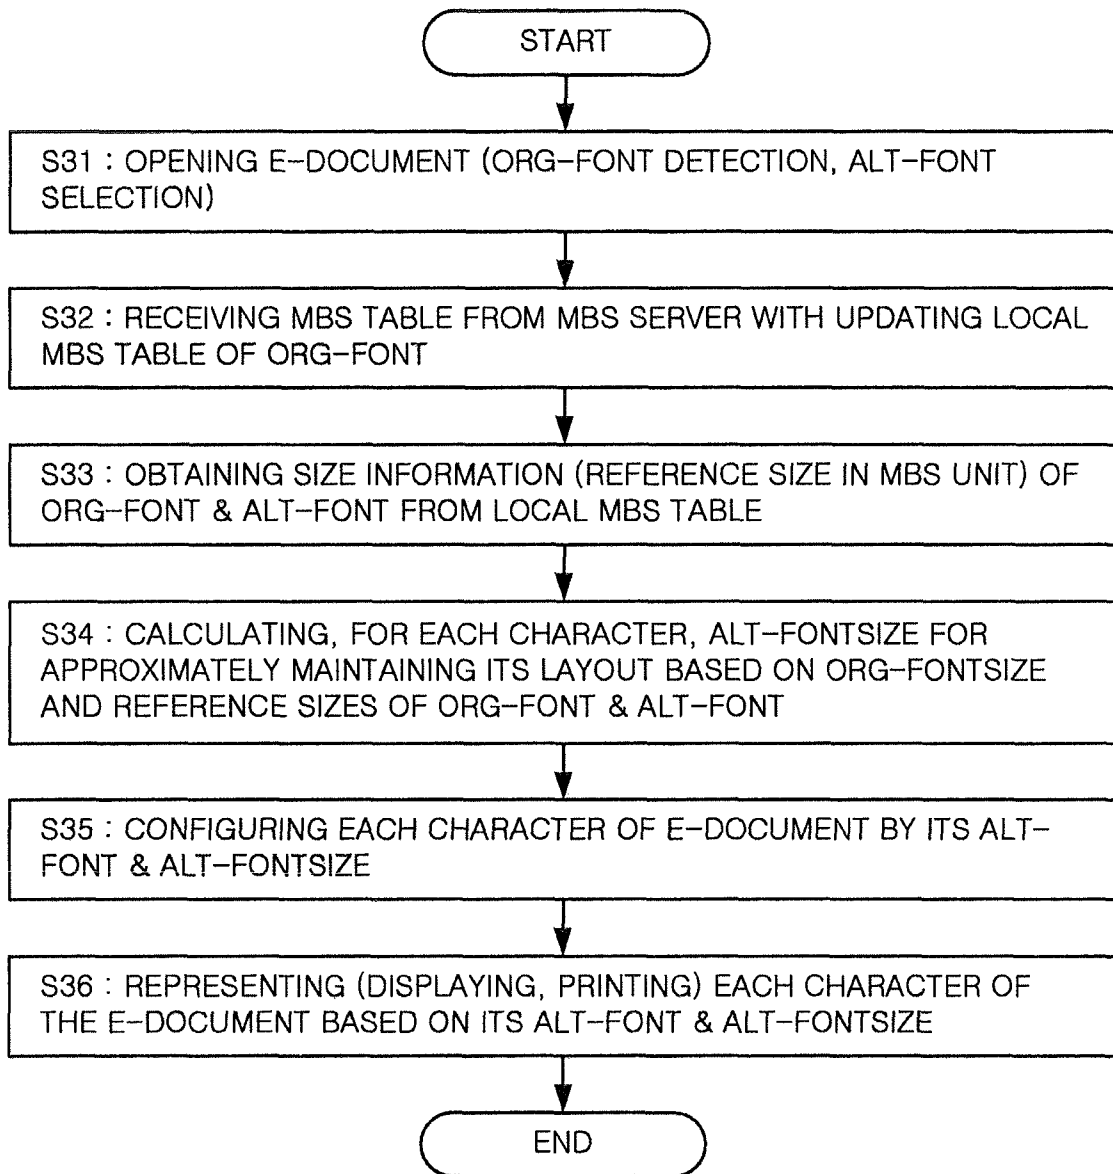 START
S31 : OPENING E-DOCUMENT (ORG-FONT DETECTION, ALT-FONT
SELECTION)
S32 : RECEIVING MBS TABLE FROM MBS SERVER WITH UPDATING LOCAL
MBS TABLE OF ORG-FONT
S33 : OBTAINING SIZE INFORMATION (REFERENCE SIZE IN MBS UNIT) OF
ORG-FONT & ALT-FONT FROM LOCAL MBS TABLE
S34 : CALCULATING, FOR EACH CHARACTER, ALT-FONTSIZE FOR
APPROXIMATELY MAINTAINING ITS LAYOUT BASED ON ORG-FONTSIZE
AND REFERENCE SIZES OF ORG-FONT & ALT-FONT
S35 : CONFIGURING EACH CHARACTER OF E-DOCUMENT BY ITS ALT-
FONT & ALT-FONTSIZE
S36 : REPRESENTING (DISPLAYING, PRINTING) EACH CHARACTER OF
THE E-DOCUMENT BASED ON ITS ALT-FONT & ALT-FONTSIZE
END